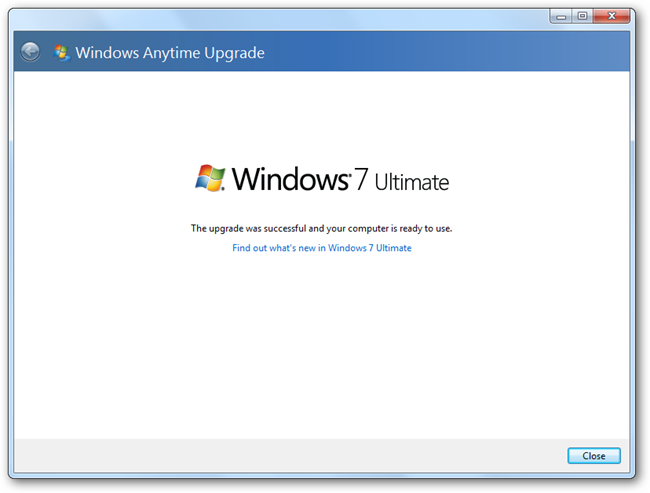 Windows Anytime Upgrade
Windows® 7 Ultimate
The upgrade was successful and your computer is ready to use.
Find out what's new in Windows 7 Ultimate
Close